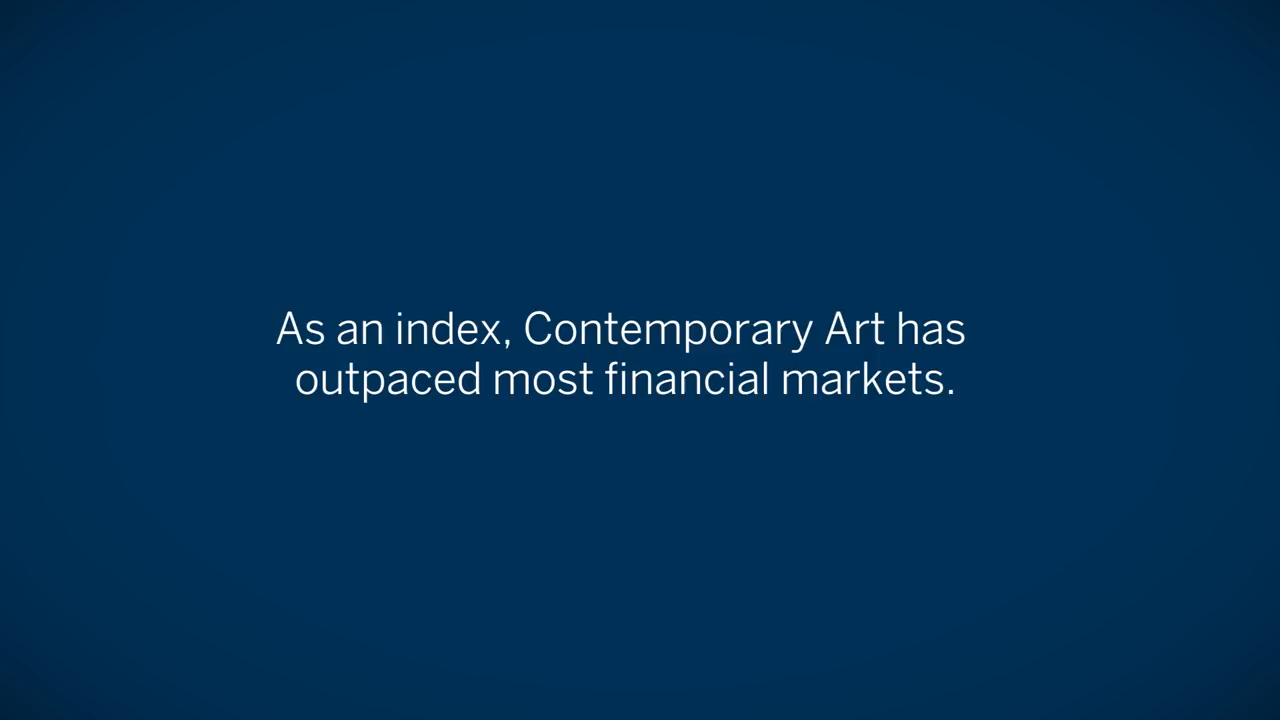 As an index, Contemporary Art has
outpaced most financial markets.